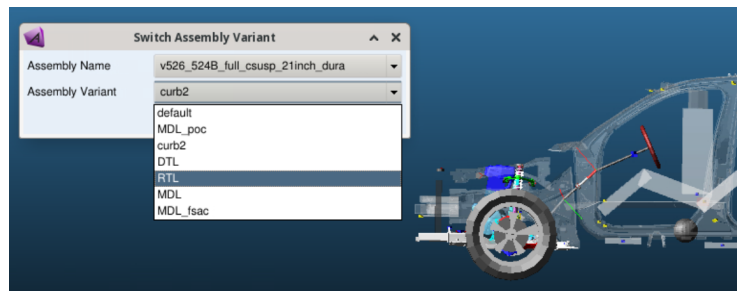 Switch Assembly Variant
Assembly Name v526_524B_full_csusp_21inch_dura
Assembly Variant curb2
default
MDL_poc
curb2
DTL
RTL
MDL
MDL_fsac